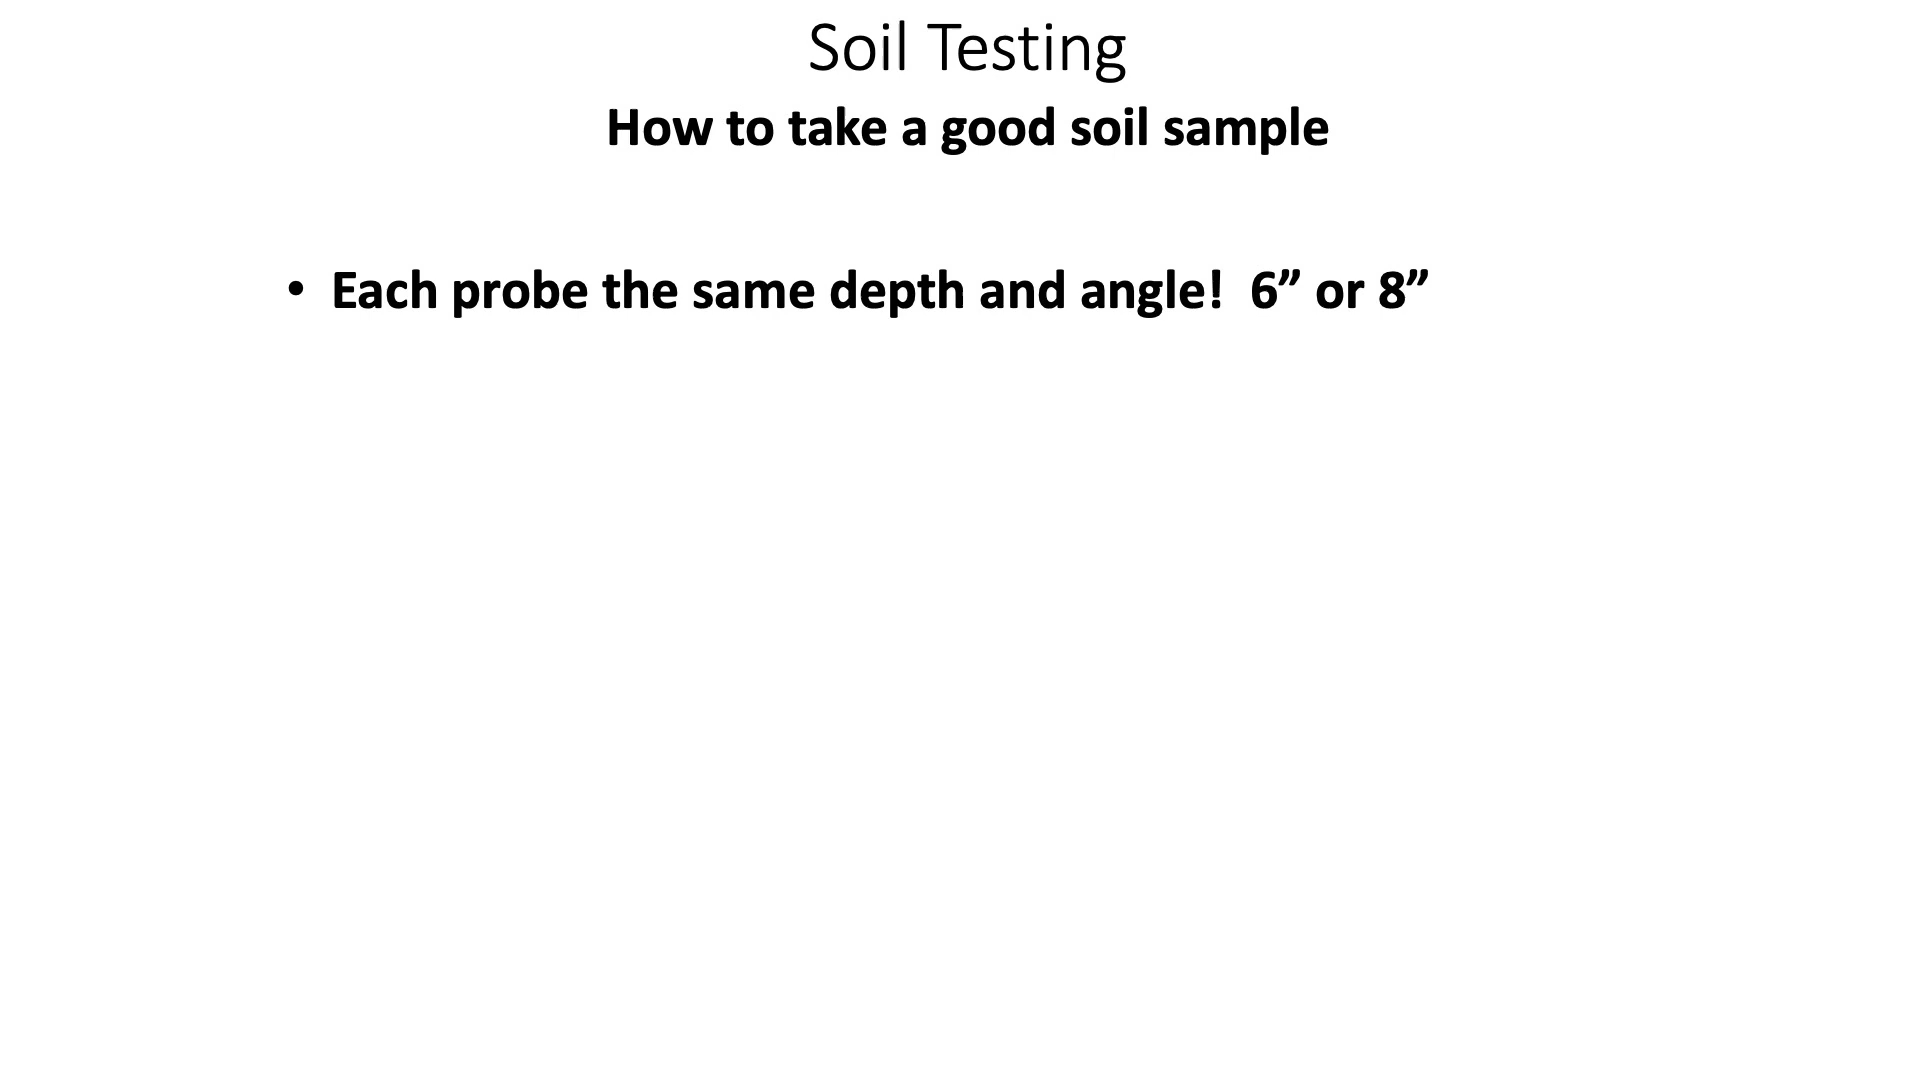 Soil Testing
How to take a good soil sample
• Each probe the same depth and angle!  6” or 8”